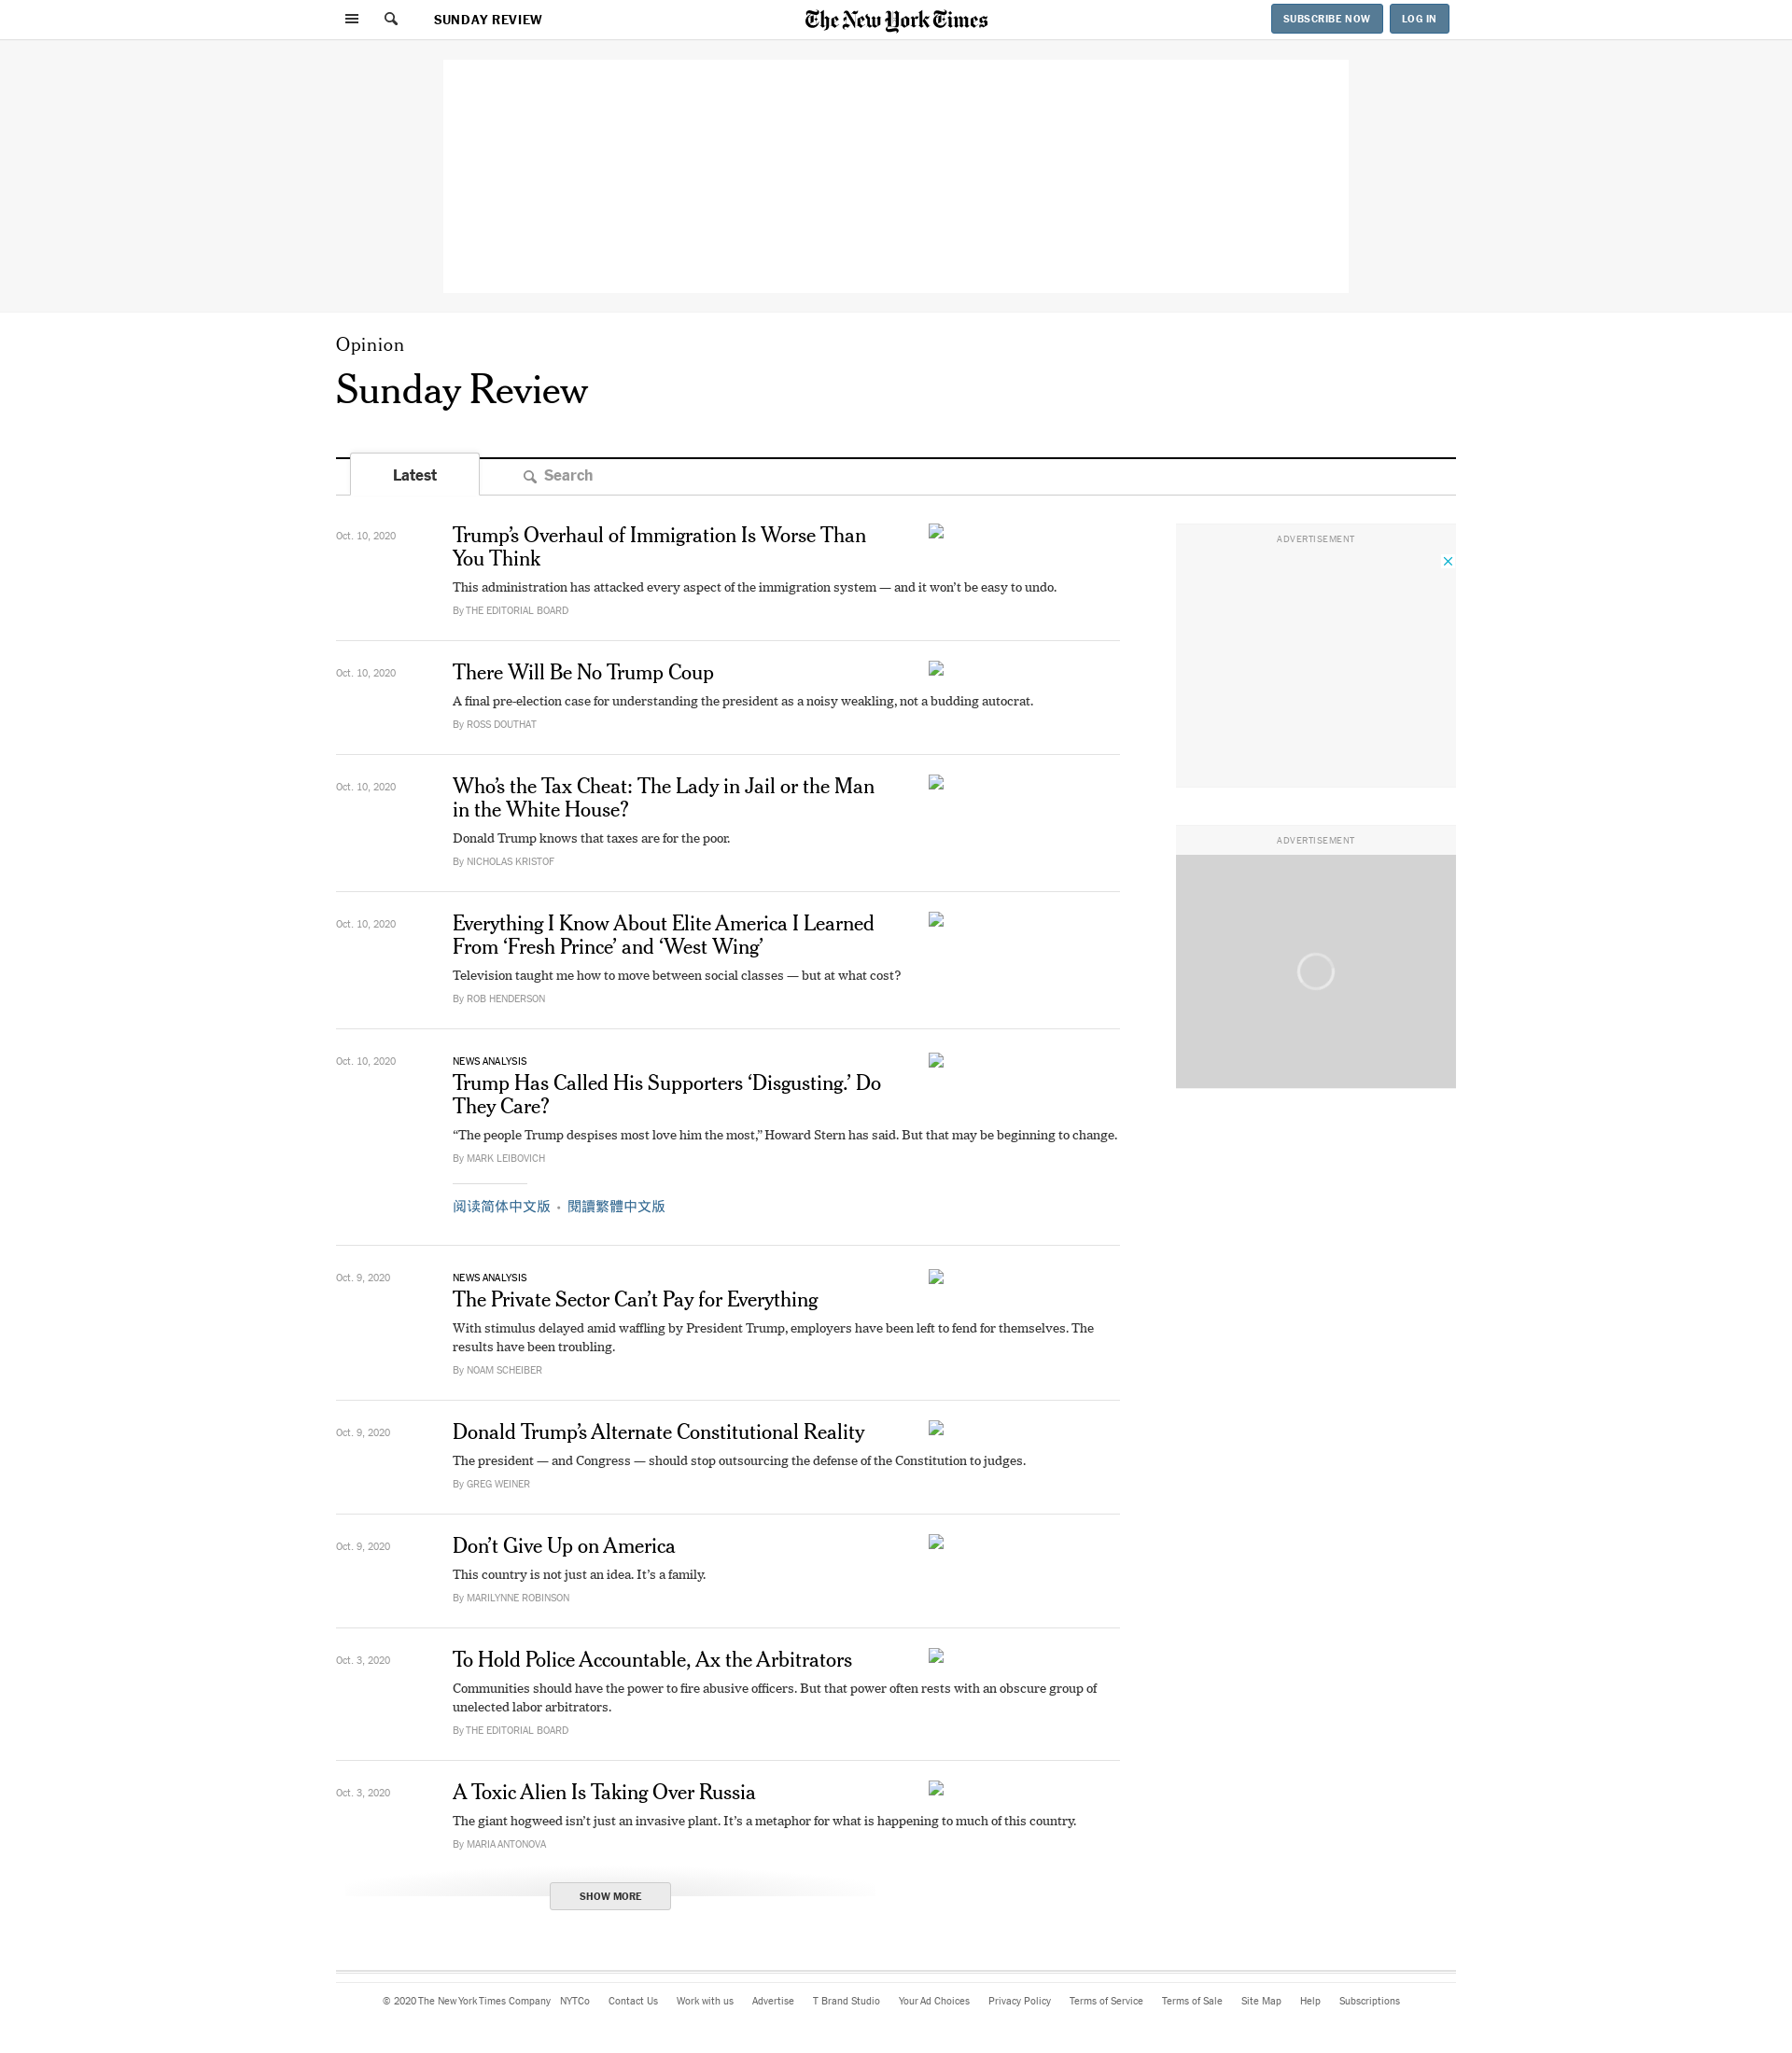 SUNDAY REVIEW
The New York Times
SUBSCRIBE NOW
LOG IN
Opinion
Sunday Review
Latest
Search
Oct. 10, 2020
Trump’s Overhaul of Immigration Is Worse Than
You Think
This administration has attacked every aspect of the immigration system — and it won’t be easy to undo.
By THE EDITORIAL BOARD
Oct. 10, 2020
There Will Be No Trump Coup
A final pre-election case for understanding the president as a noisy weakling, not a budding autocrat.
By ROSS DOUTHAT
Oct. 10, 2020
Who’s the Tax Cheat: The Lady in Jail or the Man
in the White House?
Donald Trump knows that taxes are for the poor.
By NICHOLAS KRISTOF
Oct. 10, 2020
Everything I Know About Elite America I Learned
From ‘Fresh Prince’ and ‘West Wing’
Television taught me how to move between social classes — but at what cost?
By ROB HENDERSON
Oct. 10, 2020
NEWS ANALYSIS
Trump Has Called His Supporters ‘Disgusting.’ Do
They Care?
“The people Trump despises most love him the most,” Howard Stern has said. But that may be beginning to change.
By MARK LEIBOVICH
阅读简体中文版 • 閱讀繁體中文版
Oct. 9, 2020
NEWS ANALYSIS
The Private Sector Can’t Pay for Everything
With stimulus delayed amid waffling by President Trump, employers have been left to fend for themselves. The
results have been troubling.
By NOAM SCHEIBER
Oct. 9, 2020
Donald Trump’s Alternate Constitutional Reality
The president — and Congress — should stop outsourcing the defense of the Constitution to judges.
By GREG WEINER
Oct. 9, 2020
Don’t Give Up on America
This country is not just an idea. It’s a family.
By MARILYNNE ROBINSON
Oct. 3, 2020
To Hold Police Accountable, Ax the Arbitrators
Communities should have the power to fire abusive officers. But that power often rests with an obscure group of
unelected labor arbitrators.
By THE EDITORIAL BOARD
Oct. 3, 2020
A Toxic Alien Is Taking Over Russia
The giant hogweed isn’t just an invasive plant. It’s a metaphor for what is happening to much of this country.
By MARIA ANTONOVA
SHOW MORE
ADVERTISEMENT
ADVERTISEMENT
© 2020 The New York Times Company NYTCo Contact Us Work with us Advertise T Brand Studio Your Ad Choices Privacy Policy Terms of Service Terms of Sale Site Map Help Subscriptions